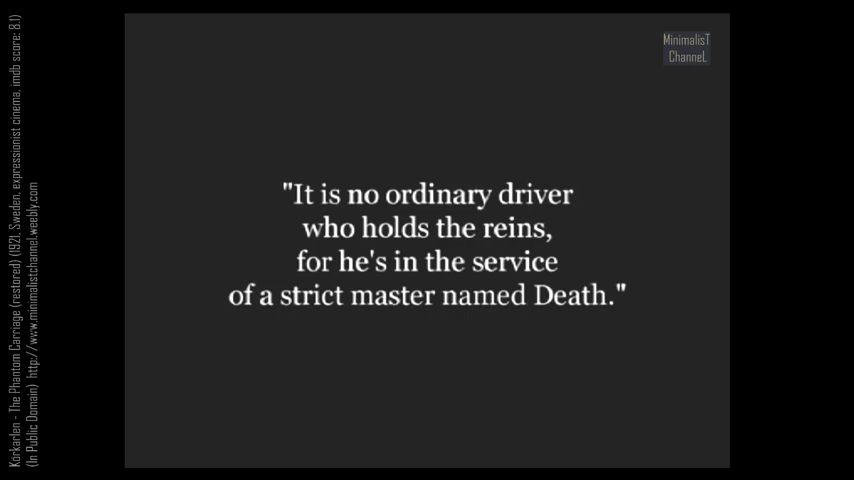 Körkarlen - The Phantom Carriage (restored) (1921, Sweden, expressionist cinema, imdb score: 8.1)
(In Public Domain) http://www.minimalistchannel.weebly.com
MinimalisT
ChanneL
"It is no ordinary driver
who holds the reins,
for he's in the service
of a strict master named Death."